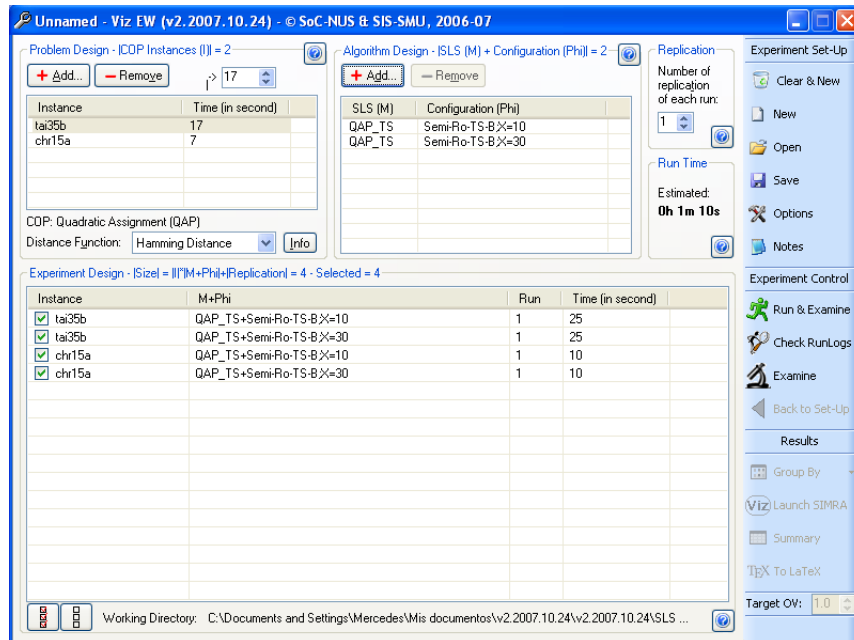 Unnamed - Viz EW (v2.2007.10.24) - © SoC-NUS & SIS-SMU, 2006-07
Problem Design - |COP Instances (I)| = 2
+ Add...
Remove
i-> 17
Instance Time (in second)
tai35b 17
chr15a 7
COP: Quadratic Assignment (QAP)
Distance Function: Hamming Distance Info
Algorithm Design - |SLS (M) + Configuration (Phi)| = 2
+ Add...
Remove
SLS (M) Configuration (Phi)
QAP_TS Semi-Ro-TS-B;X=10
QAP_TS Semi-Ro-TS-B;X=30
Replication
Number of
replication
of each run:
1
Run Time
Estimated:
0h 1m 10s
Experiment Design - |Size| = |I|*|M+Phi|+|Replication| = 4 - Selected = 4
Instance M+Phi Run Time (in second)
tai35b QAP_TS+Semi-Ro-TS-B;X=10 1 25
tai35b QAP_TS+Semi-Ro-TS-B;X=30 1 25
chr15a QAP_TS+Semi-Ro-TS-B;X=10 1 10
chr15a QAP_TS+Semi-Ro-TS-B;X=30 1 10
Working Directory: C:\Documents and Settings\Mercedes\Mis documentos\v2.2007.10.24\v2.2007.10.24\SLS ...
Experiment Set-Up
Clear & New
New
Open
Save
Options
Notes
Experiment Control
Run & Examine
Check RunLogs
Examine
Back to Set-Up
Results
Group By
Viz Launch SIMRA
Summary
TEX To LaTeX
Target OV: 1.0